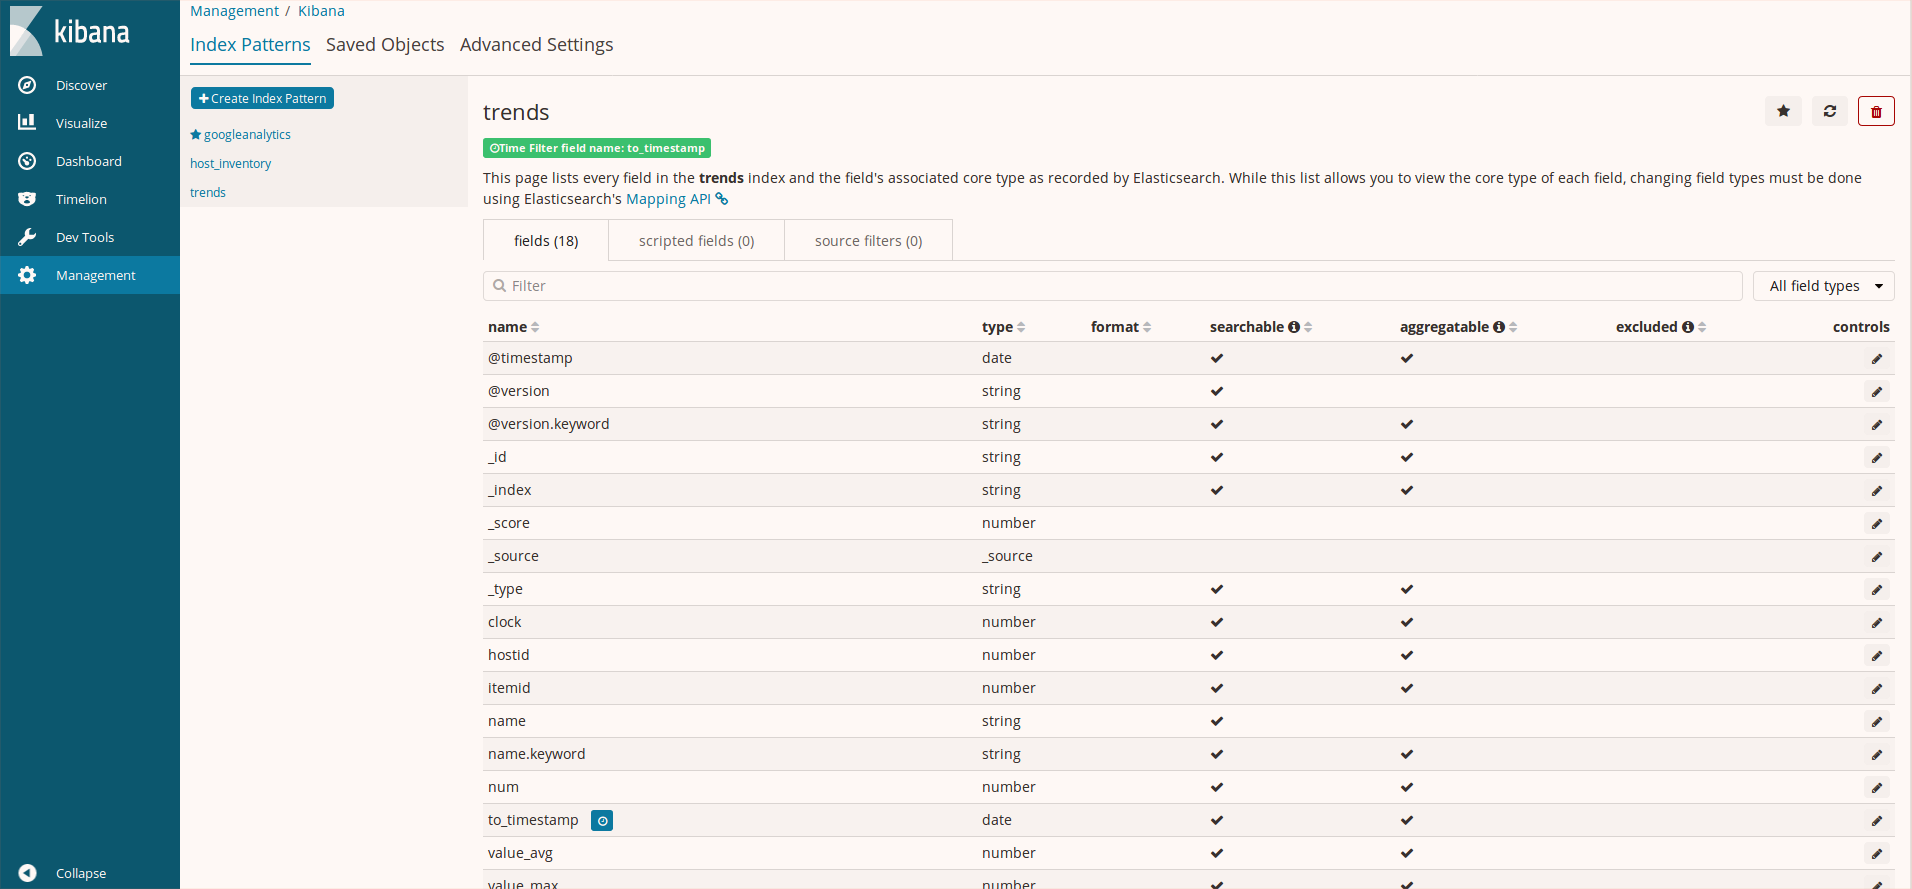 kibana
Discover
Visualize
Dashboard
Timelion
Dev Tools
Management
Collapse
Management / Kibana
Index Patterns Saved Objects Advanced Settings
Create Index Pattern
googleanalytics
host_inventory
trends
trends
Time Filter field name: to_timestamp
This page lists every field in the trends index and the field's associated core type as recorded by Elasticsearch. While this list allows you to view the core type of each field, changing field types must be done
using Elasticsearch's Mapping API
fields (18) scripted fields (0) source filters (0)
Filter All field types
name type format searchable aggregatable excluded controls
@timestamp date
@version string
@version.keyword string
_id string
_index string
_score number
_source _source
_type string
clock number
hostid number
itemid number
name string
name.keyword string
num number
to_timestamp date
value_avg number
value_max number